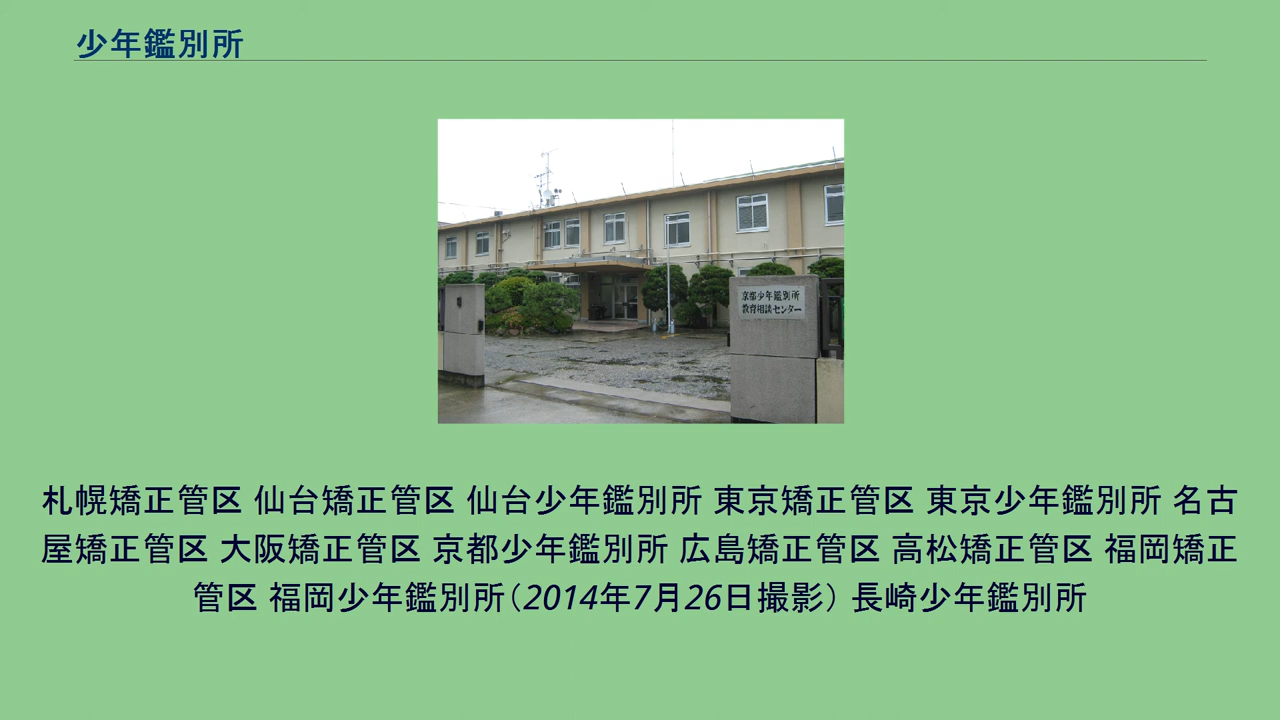 少年鑑別所
京都少年鑑別所
教育相談センター
札幌矯正管区 仙台矯正管区 仙台少年鑑別所 東京矯正管区 東京少年鑑別所 名古
屋矯正管区 大阪矯正管区 京都少年鑑別所 広島矯正管区 高松矯正管区 福岡矯正
管区 福岡少年鑑別所（2014年7月26日撮影） 長崎少年鑑別所